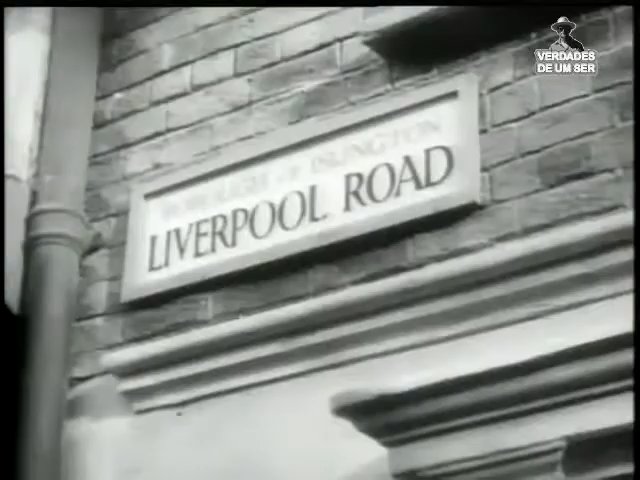 VERDADES
DE UM SER
BOROUGH OF ISLINGTON
LIVERPOOL ROAD